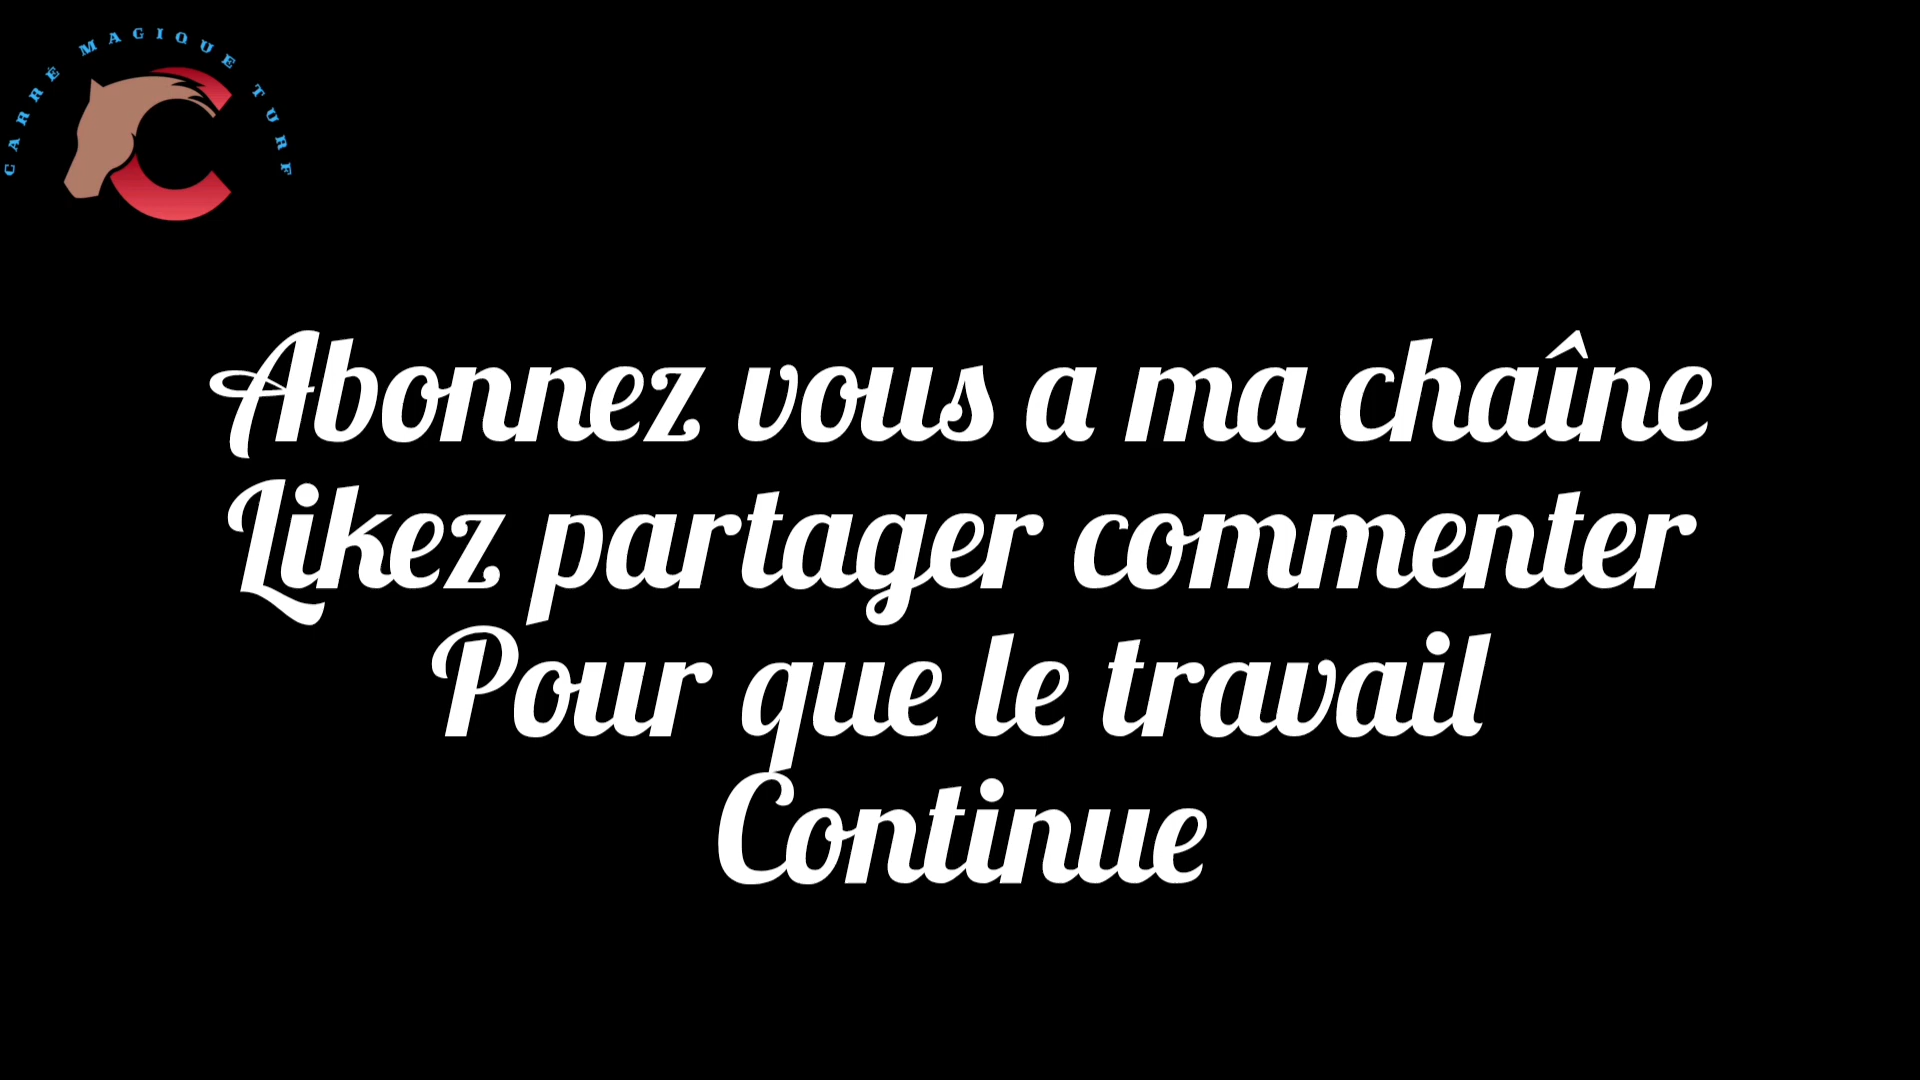 CARRÉ MAGIQUE TURF
Abonnez vous a ma chaîne
Likez partager commenter
Pour que le travail
Continue